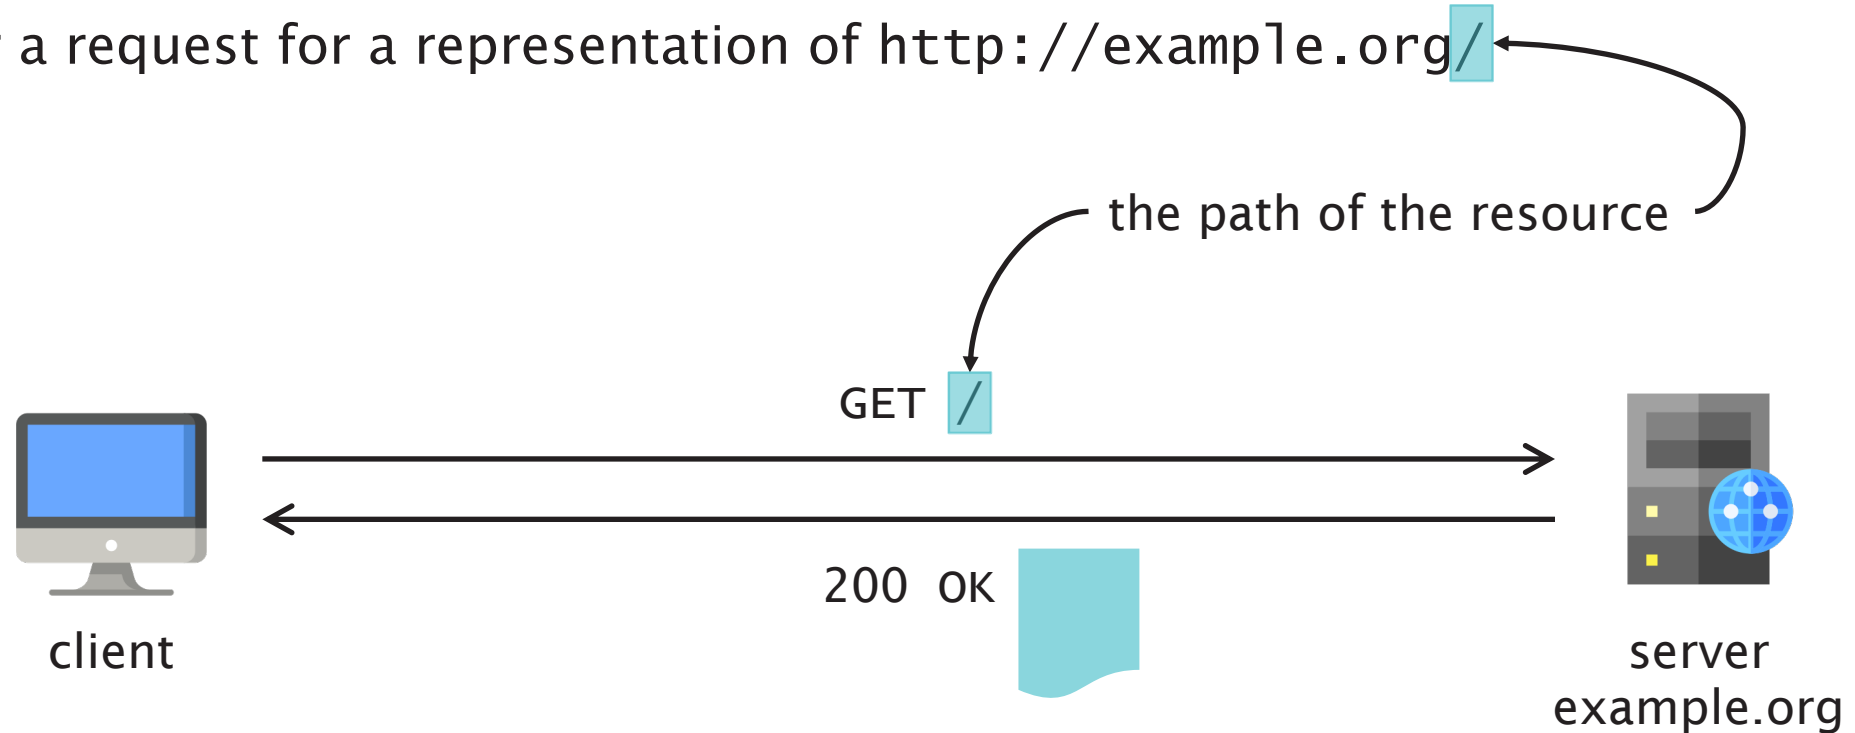 a request for a representation of http://example.org/
the path of the resource
GET /
200 OK
client
server
example.org